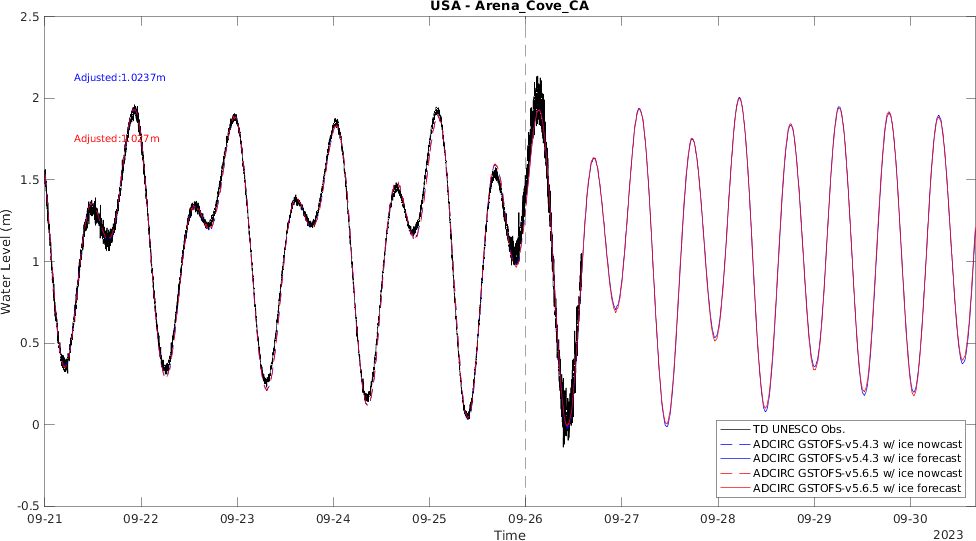 USA - Arena_Cove_CA
2.5
2
1.5
1
0.5
0
-0.5
Water Level (m)
Adjusted:1.0237m
Adjusted:1.027m
TD UNESCO Obs.
ADCIRC GSTOFS-v5.4.3 w/ ice nowcast
ADCIRC GSTOFS-v5.4.3 w/ ice forecast
ADCIRC GSTOFS-v5.6.5 w/ ice nowcast
ADCIRC GSTOFS-v5.6.5 w/ ice forecast
09-21 09-22 09-23 09-24 09-25 09-26 09-27 09-28 09-29 09-30
Time
2023